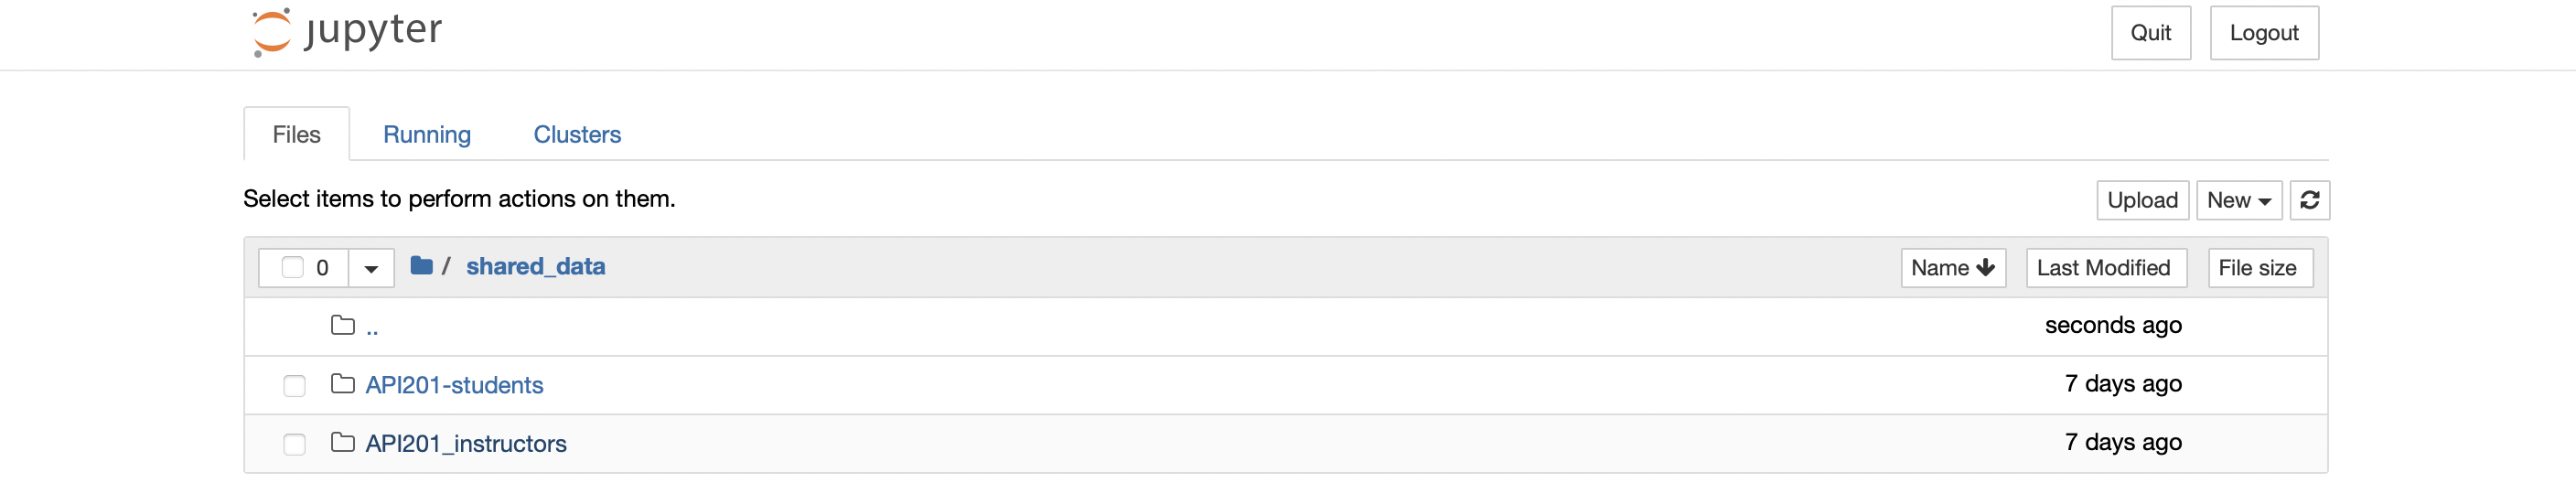 jupyter
Quit Logout
Files Running Clusters
Select items to perform actions on them.
Upload New
0 / shared_data Name Last Modified File size
.. seconds ago
API201-students 7 days ago
API201_instructors 7 days ago